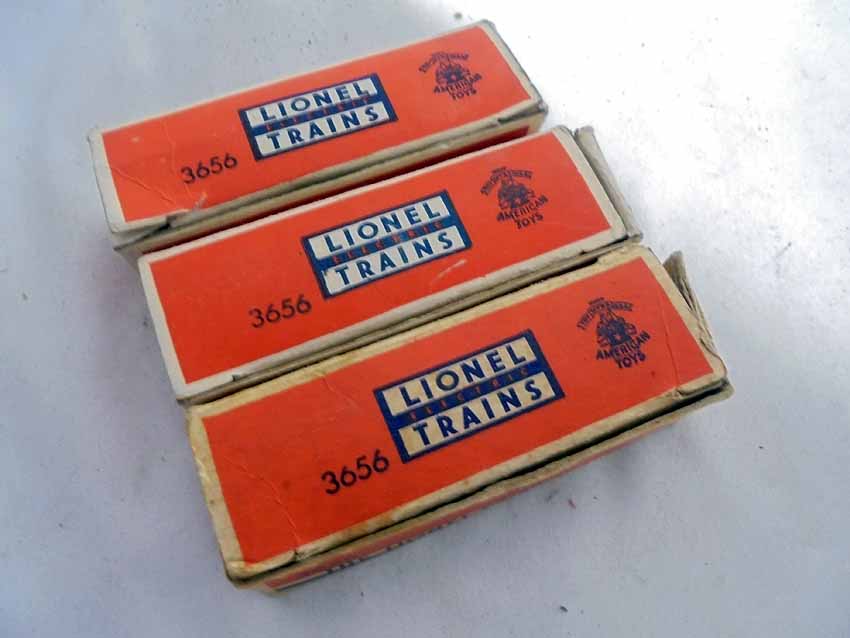 LIONEL
ELECTRIC
TRAINS
3656
AMERICAN
TOYS
LIONEL
ELECTRIC
TRAINS
3656
AMERICAN
TOYS
LIONEL
ELECTRIC
TRAINS
3656
AMERICAN
TOYS